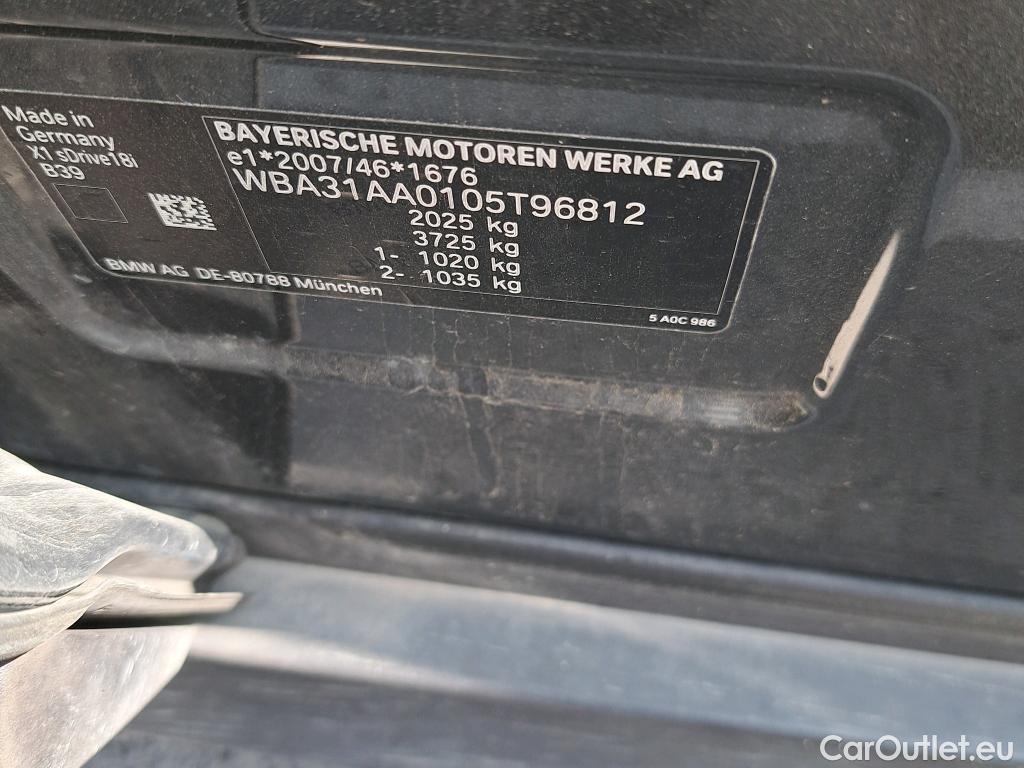 Made in
Germany
X1 sDrive18i
B39
BAYERISCHE MOTOREN WERKE AG
e1*2007/46*1676
WBA31AA0105T96812
2025 kg
3725 kg
1- 1020 kg
2- 1035 kg
BMW AG DE-80788 München
5 A0C 986
CarOutlet.eu